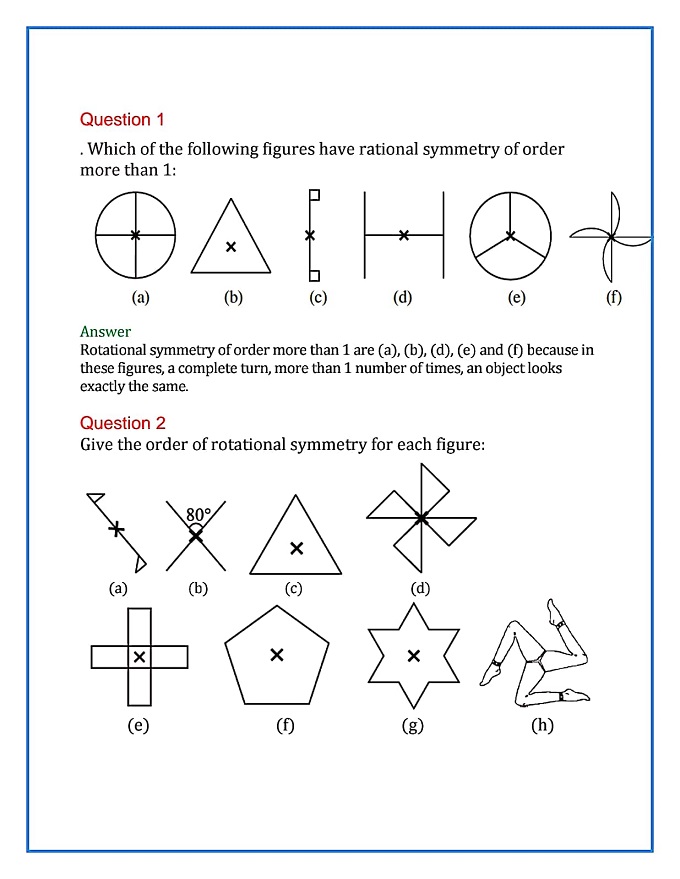 Question 1
. Which of the following figures have rational symmetry of order
more than 1:
(a) (b) (c) (d) (e) (f)
Answer
Rotational symmetry of order more than 1 are (a), (b), (d), (e) and (f) because in
these figures, a complete turn, more than 1 number of times, an object looks
exactly the same.
Question 2
Give the order of rotational symmetry for each figure:
80°
(a) (b) (c) (d)
(e) (f) (g) (h)